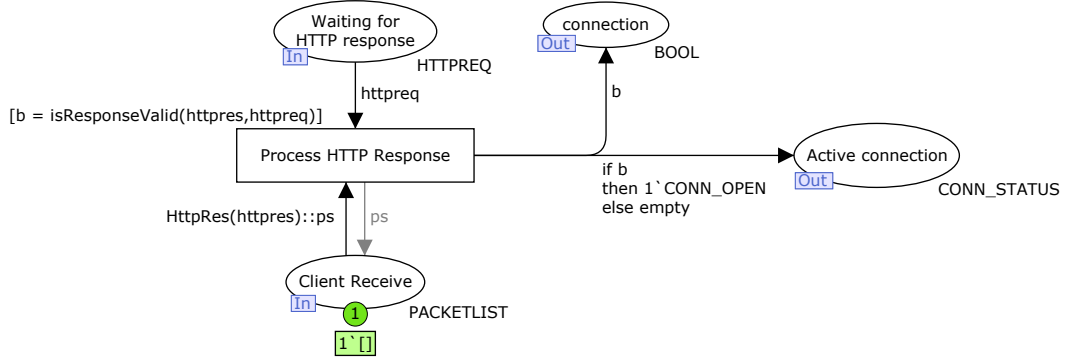 Waiting for
HTTP response
In
HTTPREQ
connection
Out
BOOL
httpreq
b
[b = isResponseValid(httpres,httpreq)]
Process HTTP Response
if b
then 1`CONN_OPEN
else empty
Active connection
Out
CONN_STATUS
HttpRes(httpres)::ps
ps
Client Receive
In
PACKETLIST
1
1`[]